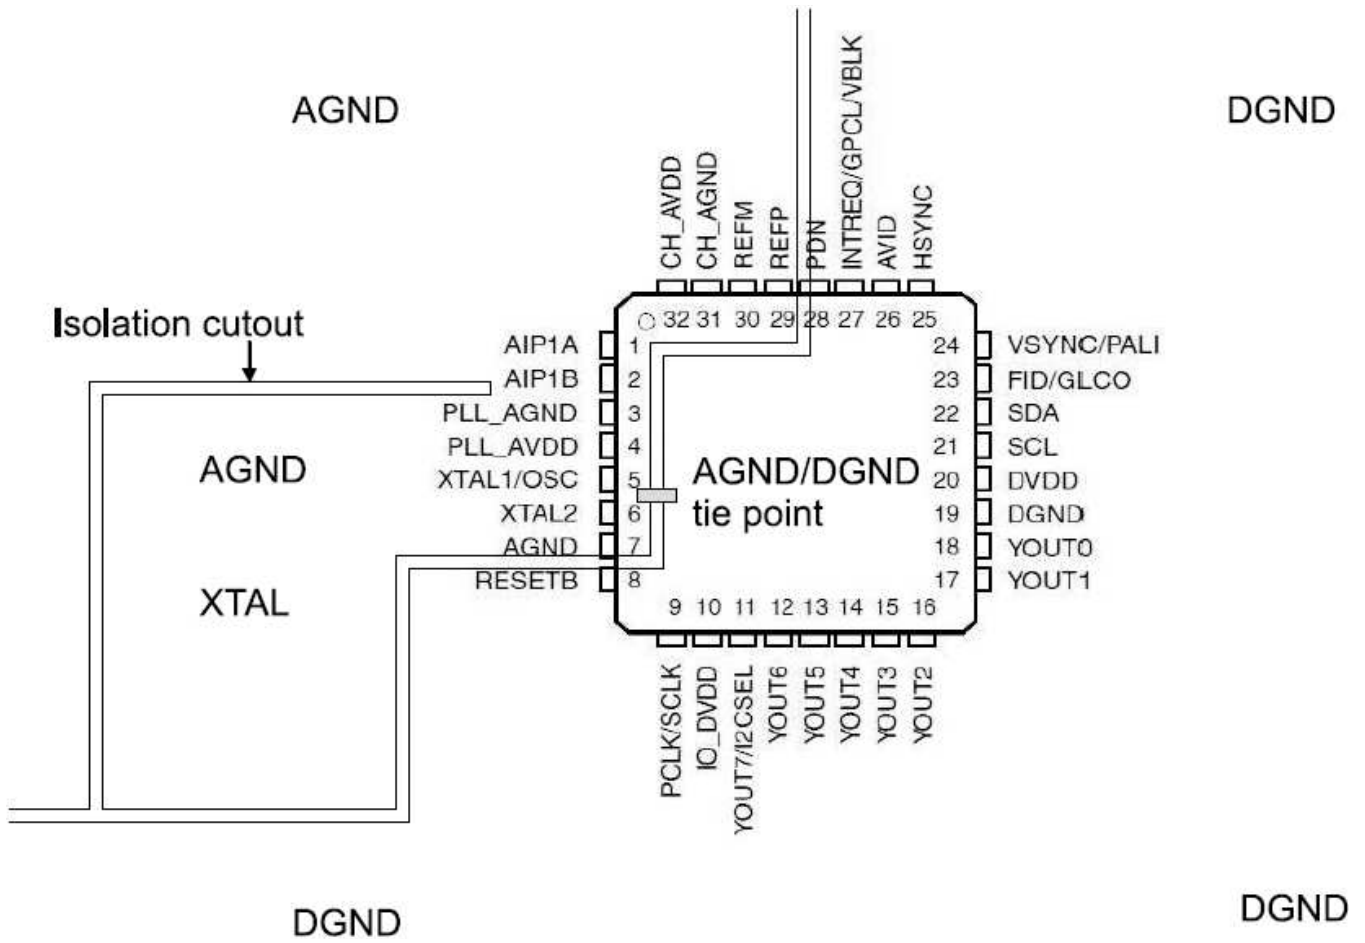 AGND
DGND
CH_AVDD
CH_AGND
REFM
REFP
PDN
INTREQ/GPCL/VBLK
AVID
HSYNC
32 31 30 29 28 27 26 25
Isolation cutout
AIP1A 1
AIP1B 2
PLL_AGND 3
PLL_AVDD 4
XTAL1/OSC 5
XTAL2 6
AGND 7
RESETB 8
AGND
XTAL
AGND/DGND
tie point
24 VSYNC/PALI
23 FID/GLCO
22 SDA
21 SCL
20 DVDD
19 DGND
18 YOUT0
17 YOUT1
9 10 11 12 13 14 15 16
PCLK/SCLK
IO_DVDD
YOUT7/I2CSEL
YOUT6
YOUT5
YOUT4
YOUT3
YOUT2
DGND
DGND